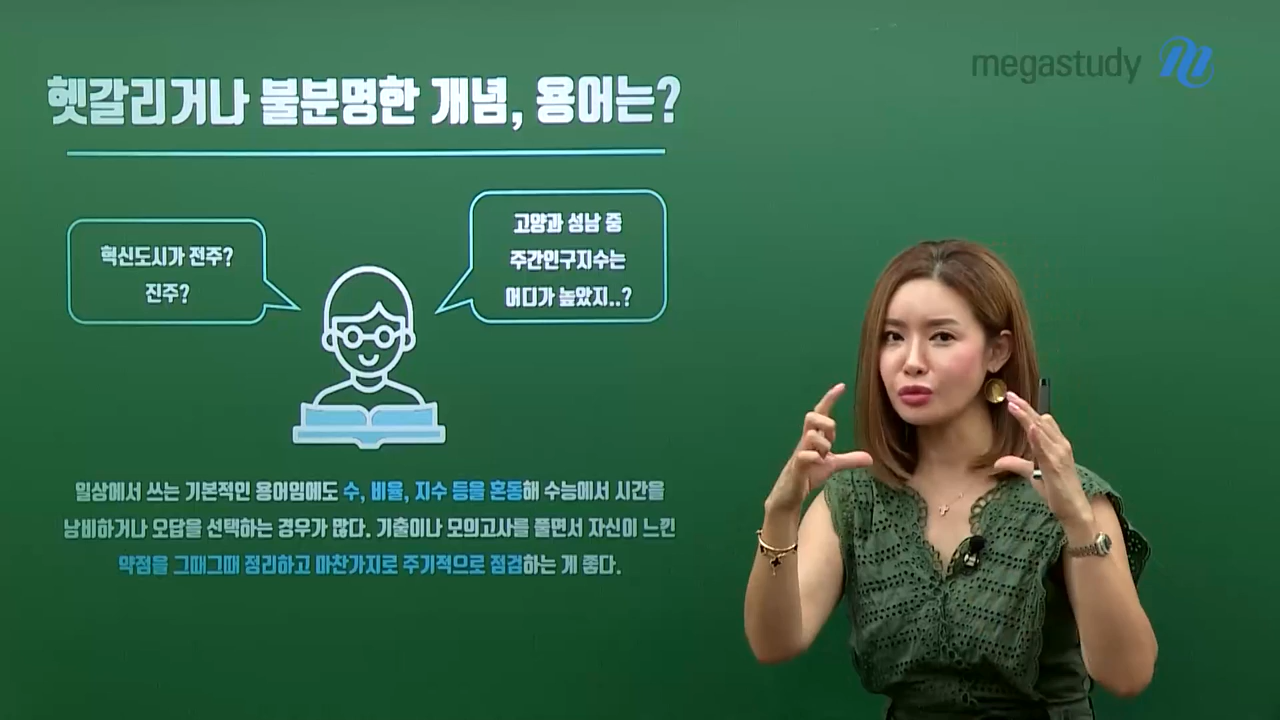 megastudy
헷갈리거나 불분명한 개념, 용어는?
혁신도시가 전주?
진주?
고양과 성남 중
주간인구지수는
어디가 높았지..?
일상에서 쓰는 기본적인 용어임에도 수, 비율, 지수 등을 혼동해 수능에서 시간을
낭비하거나 오답을 선택하는 경우가 많다. 기출이나 모의고사를 풀면서 자신이 느낀
약점을 그때그때 정리하고 마찬가지로 주기적으로 점검하는 게 좋다.